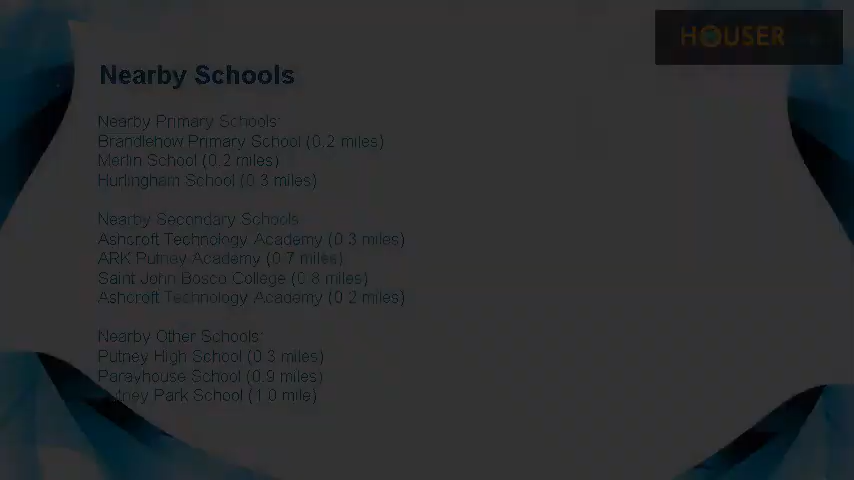 HOUSER
Nearby Schools
Nearby Primary Schools:
Brandlehow Primary School (0.2 miles)
Merlin School (0.2 miles)
Hurlingham School (0.3 miles)
Nearby Secondary Schools
Ashcroft Technology Academy (0.3 miles)
ARK Putney Academy (0.7 miles)
Saint John Bosco College (0.8 miles)
Ashcroft Technology Academy (0.2 miles)
Nearby Other Schools:
Putney High School (0.3 miles)
School (0.9 miles)
Park School (1.0 mile)